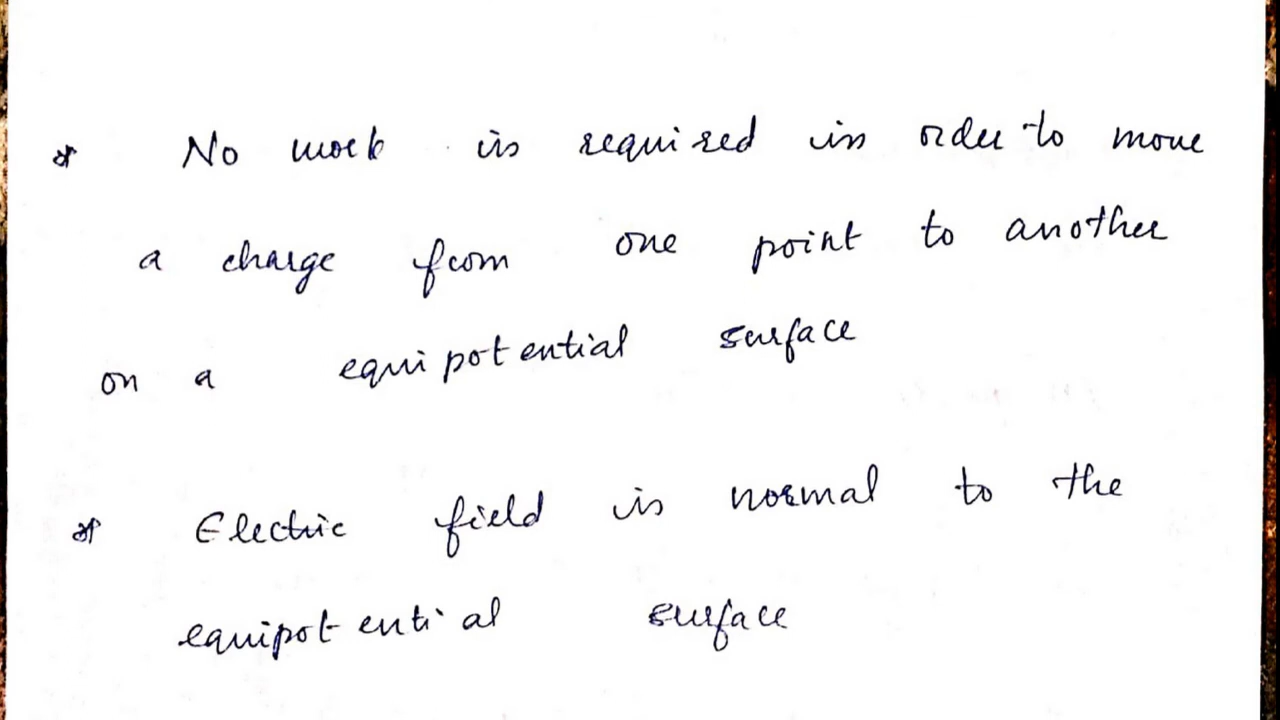 * No work is required in order to move
a charge from one point to another
on a equipotential surface
* Electric field is normal to the
equipotential surface